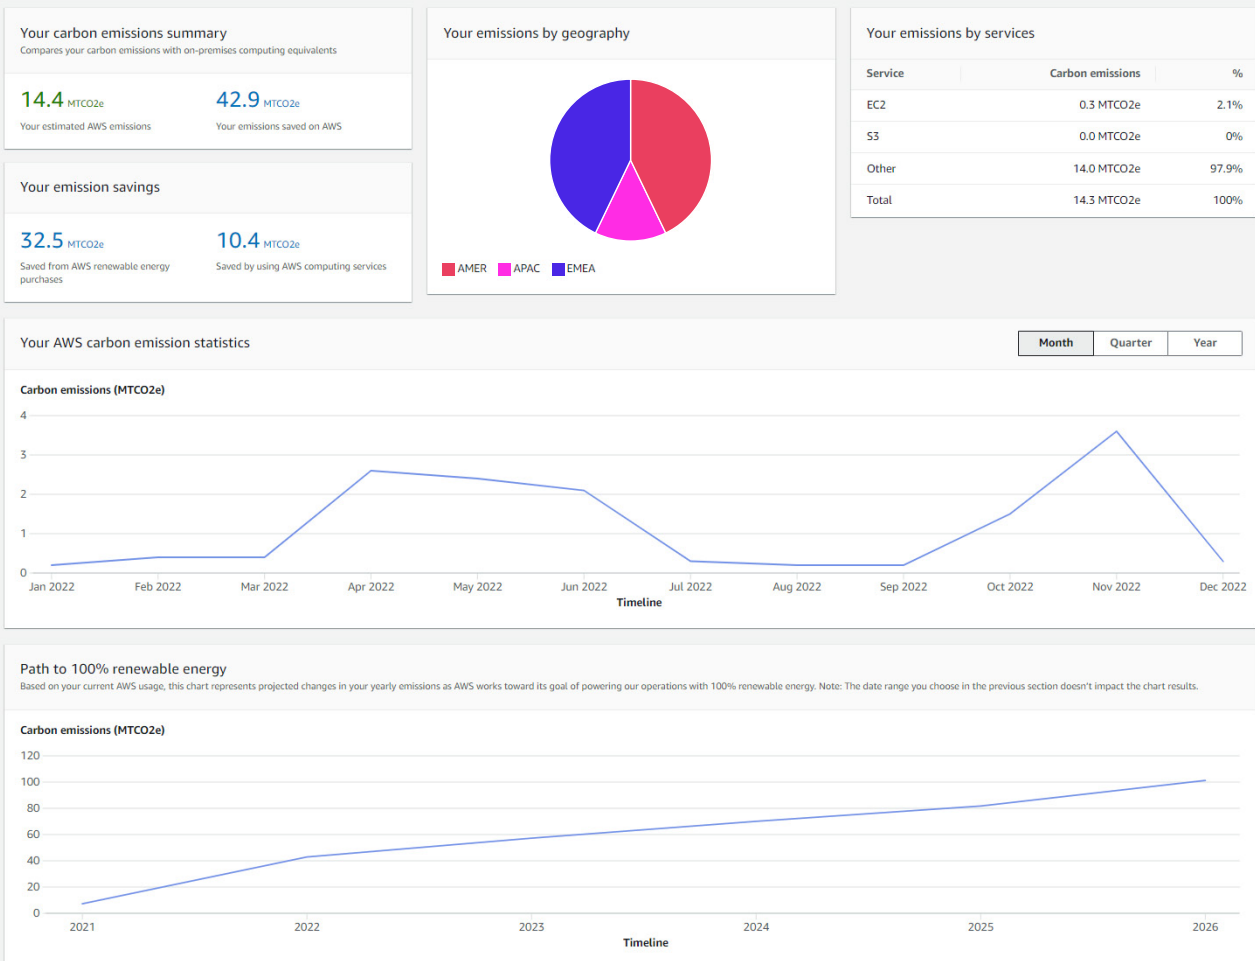 Your carbon emissions summary
Compares your carbon emissions with on-premises computing equivalents
14.4 MTCO2e
Your estimated AWS emissions
42.9 MTCO2e
Your emissions saved on AWS
Your emission savings
32.5 MTCO2e
Saved from AWS renewable energy
purchases
10.4 MTCO2e
Saved by using AWS computing services
Your emissions by geography
AMER APAC EMEA
Your emissions by services
Service Carbon emissions %
EC2 0.3 MTCO2e 2.1%
S3 0.0 MTCO2e 0%
Other 14.0 MTCO2e 97.9%
Total 14.3 MTCO2e 100%
Your AWS carbon emission statistics
Month Quarter Year
Carbon emissions (MTCO2e)
4
3
2
1
0
Jan 2022 Feb 2022 Mar 2022 Apr 2022 May 2022 Jun 2022 Jul 2022 Aug 2022 Sep 2022 Oct 2022 Nov 2022 Dec 2022
Timeline
Path to 100% renewable energy
Based on your current AWS usage, this chart represents projected changes in your yearly emissions as AWS works toward its goal of powering our operations with 100% renewable energy. Note: The date range you choose in the previous section doesn't impact the chart results.
Carbon emissions (MTCO2e)
120
100
80
60
40
20
0
2021 2022 2023 2024 2025 2026
Timeline